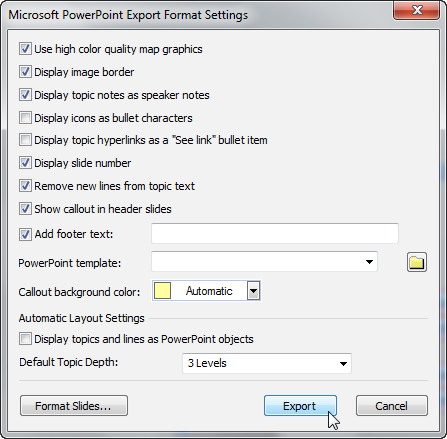 Microsoft PowerPoint Export Format Settings
Use high color quality map graphics
Display image border
Display topic notes as speaker notes
Display icons as bullet characters
Display topic hyperlinks as a "See link" bullet item
Display slide number
Remove new lines from topic text
Show callout in header slides
Add footer text:
PowerPoint template:
Callout background color: Automatic
Automatic Layout Settings
Display topics and lines as PowerPoint objects
Default Topic Depth: 3 Levels
Format Slides... Export Cancel